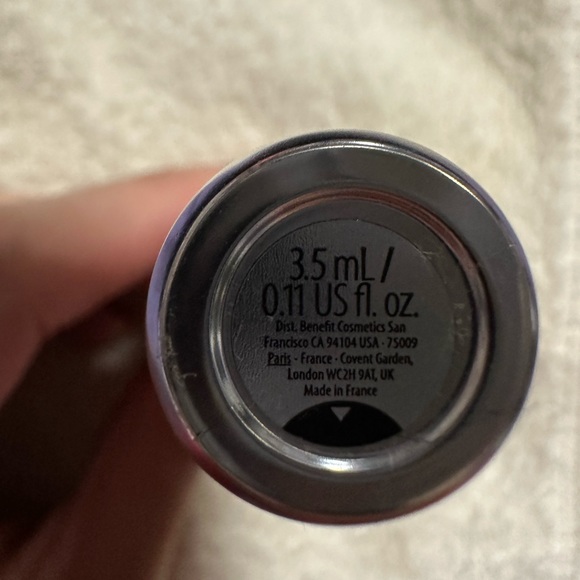 3.5 mL /
0.11 US fl. oz.
Dist. Benefit Cosmetics San
Francisco CA 94104 USA · 75009
Paris · France · Covent Garden,
London WC2H 9AT, UK
Made in France